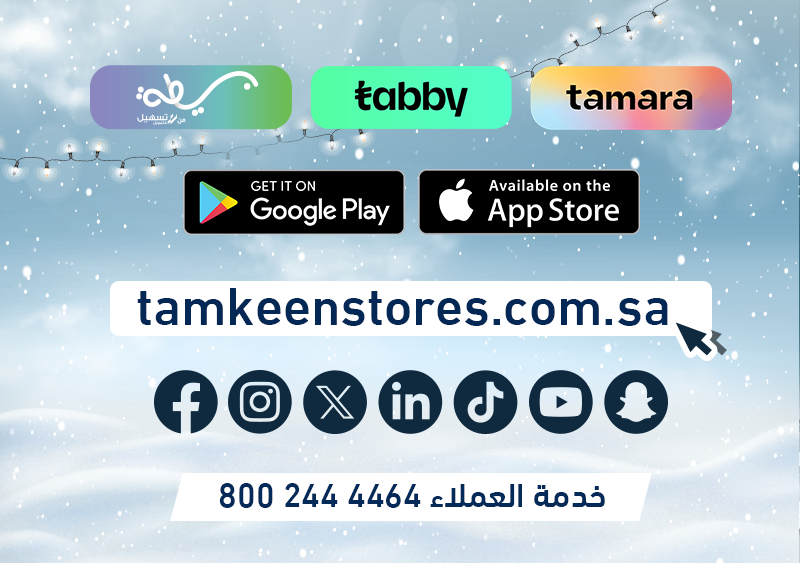 بسيطة
من تسهيل
tabby
tamara
GET IT ON
Google Play
Available on the
App Store
tamkeenstores.com.sa
خدمة العملاء 800 244 4464